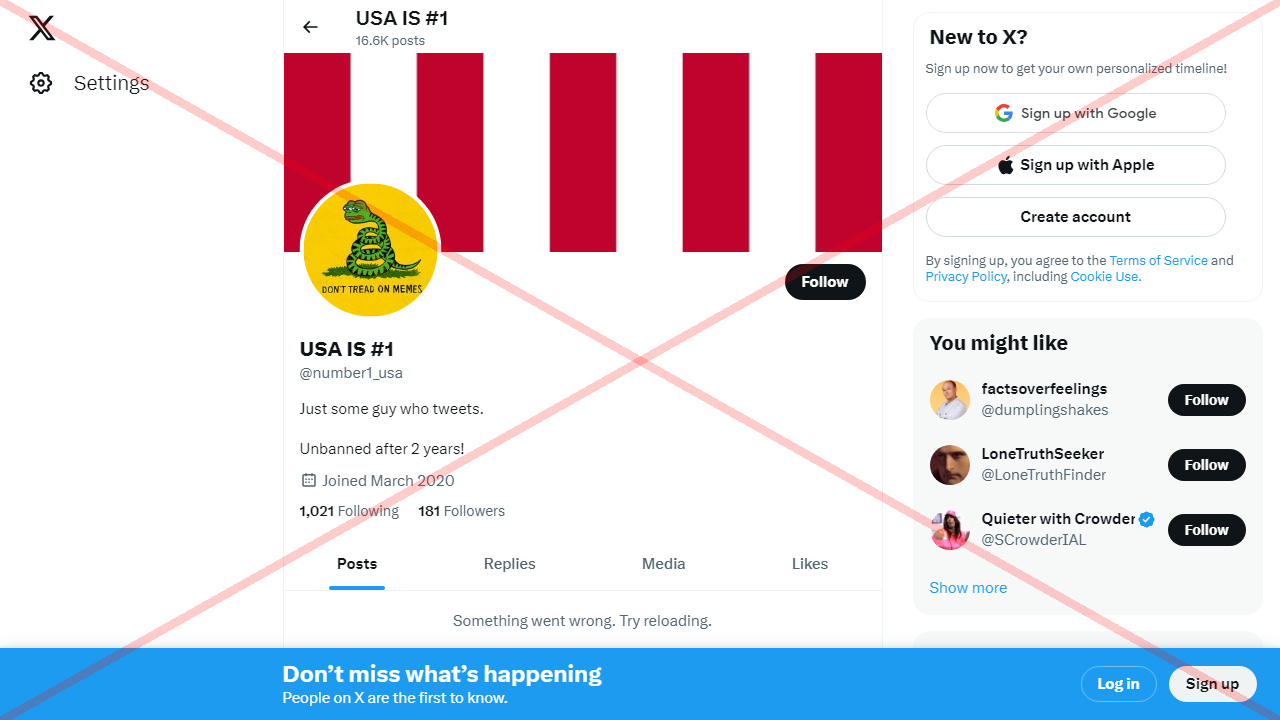 USA IS #1
16.6K posts
Settings
DON'T TREAD ON MEMES
Follow
USA IS #1
@number1_usa
Just some guy who tweets.
Unbanned after 2 years!
Joined March 2020
1,021 Following 181 Followers
Posts Replies Media Likes
Something went wrong. Try reloading.
New to X?
Sign up now to get your own personalized timeline!
Sign up with Google
Sign up with Apple
Create account
By signing up, you agree to the Terms of Service and
Privacy Policy, including Cookie Use.
You might like
factsoverfeelings
@dumplingshakes
Follow
LoneTruthSeeker
@LoneTruthFinder
Follow
Quieter with Crowder
@SCrowderIAL
Follow
Show more
Don’t miss what’s happening
People on X are the first to know.
Log in
Sign up